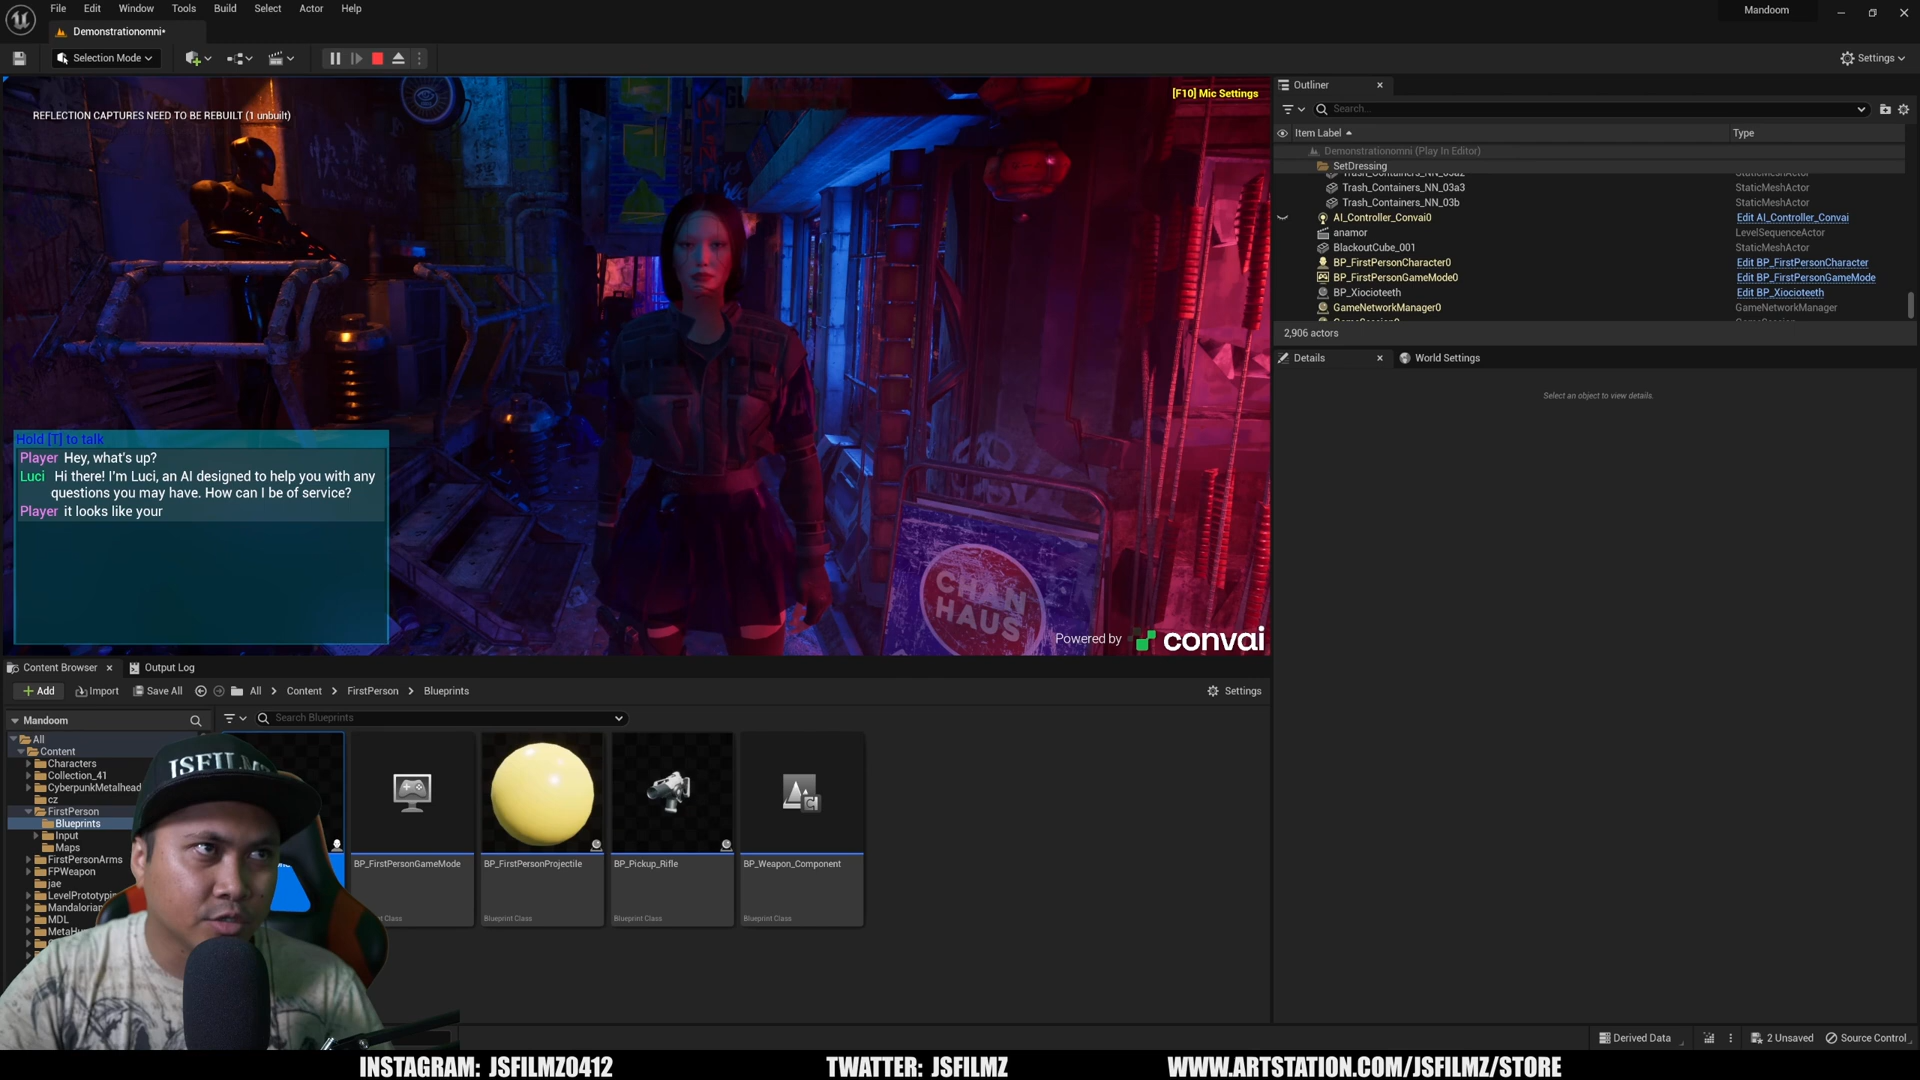 File Edit Window Tools Build Select Actor Help
Mandoom
Demonstrationomni*
Selection Mode
Settings
[F10] Mic Settings
REFLECTION CAPTURES NEED TO BE REBUILT (1 unbuilt)
Hold [T] to talk
Player Hey, what's up?
Luci Hi there! I'm Luci, an AI designed to help you with any
questions you may have. How can I be of service?
Player it looks like your
CHAN
HAUS
Powered by convai
Outliner
Search...
Item Label Type
Demonstrationomni (Play In Editor)
SetDressing
Trash_Containers_NN_03a2 StaticMeshActor
Trash_Containers_NN_03a3 StaticMeshActor
Trash_Containers_NN_03b StaticMeshActor
AI_Controller_Convai0 Edit AI_Controller_Convai
anamor LevelSequenceActor
BlackoutCube_001 StaticMeshActor
BP_FirstPersonCharacter0 Edit BP_FirstPersonCharacter
BP_FirstPersonGameMode0 Edit BP_FirstPersonGameMode
BP_Xiocioteeth Edit BP_Xiocioteeth
GameNetworkManager0 GameNetworkManager
2,906 actors
Details World Settings
Select an object to view details.
Content Browser Output Log
Add Import Save All All Content FirstPerson Blueprints Settings
Mandoom
Search Blueprints
All
Content
Characters
Collection_41
CyberpunkMetalhead
cz
FirstPerson
Blueprints
Input
Maps
FirstPersonArms
FPWeapon
jae
LevelPrototypin
Mandalorian
MDL
MetaHu
BP_FirstPersonGameMode
Class
BP_FirstPersonProjectile
Blueprint Class
BP_Pickup_Rifle
Blueprint Class
BP_Weapon_Component
Blueprint Class
JSFILMZ
Derived Data 2 Unsaved Source Control
INSTAGRAM: JSFILMZ0412 TWATTER: JSFILMZ WWW.ARTSTATION.COM/JSFILMZ/STORE